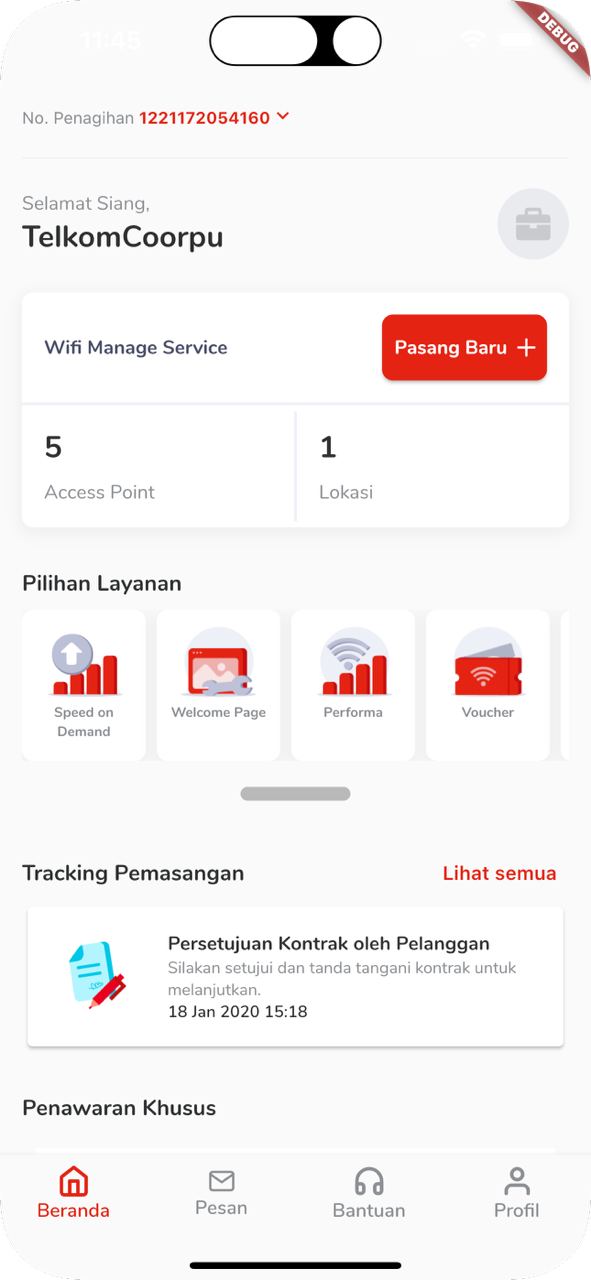 11:45
DEBUG
No. Penagihan 1221172054160
Selamat Siang,
TelkomCoorpu
Wifi Manage Service
Pasang Baru
5
1
Access Point
Lokasi
Pilihan Layanan
Speed on
Demand
Welcome Page
Performa
Voucher
Tracking Pemasangan
Lihat semua
Persetujuan Kontrak oleh Pelanggan
Silakan setujui dan tanda tangani kontrak untuk
melanjutkan.
18 Jan 2020 15:18
Penawaran Khusus
Beranda
Pesan
Bantuan
Profil